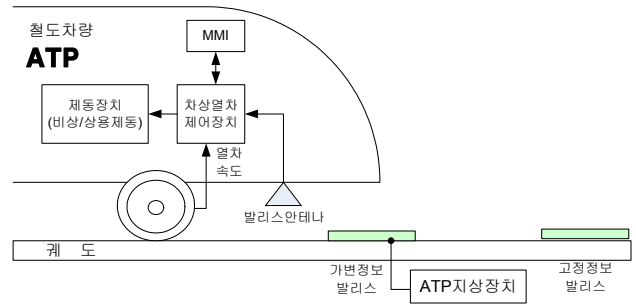 철도차량
ATP
MMI
제동장치
(비상/상용제동)
차상열차
제어장치
열차
속도
발리스안테나
궤 도
가변정보
발리스
ATP지상장치
고정정보
발리스